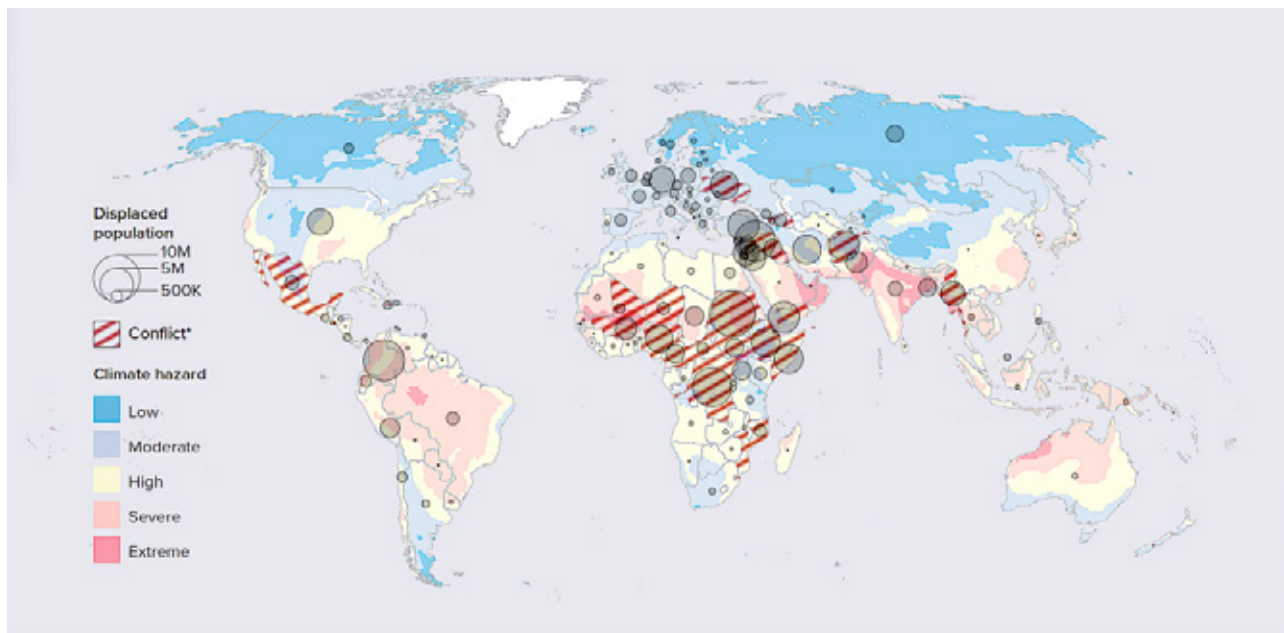 Displaced
population
10M
5M
500K
Conflict*
Climate hazard
Low
Moderate
High
Severe
Extreme